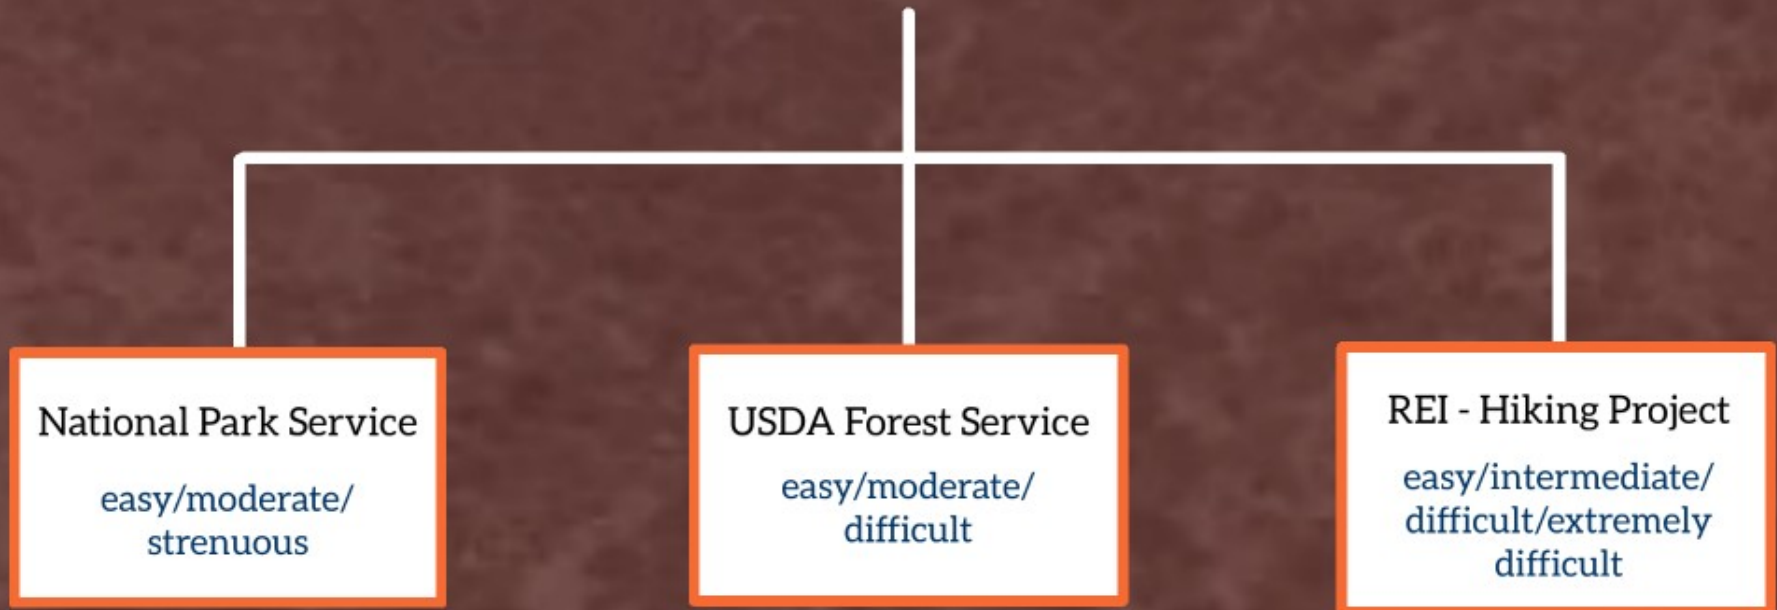 National Park Service
easy/moderate/
strenuous
USDA Forest Service
easy/moderate/
difficult
REI - Hiking Project
easy/intermediate/
difficult/extremely
difficult